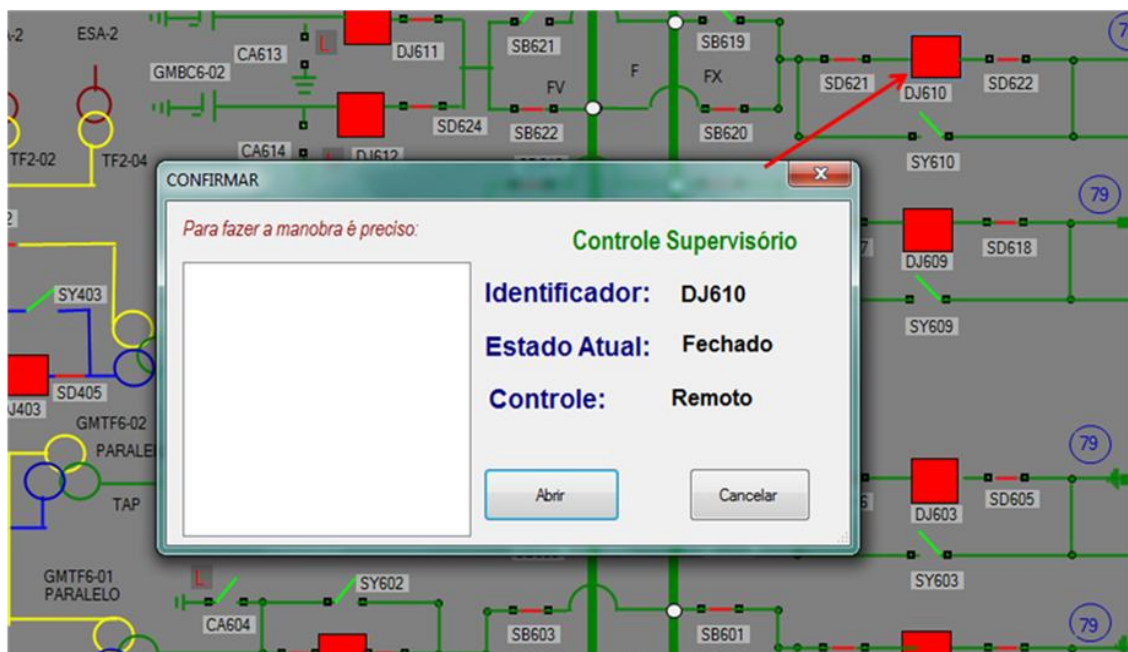 ESA-2
CA613
L
DJ611
SB621
SB619
GMBC6-02
F
FX
FV
SD621
DJ610
SD622
SD624
SB622
SB620
TF2-02
TF2-04
CA614
DJ612
SY610
CONFIRMAR
x
Para fazer a manobra é preciso:
Controle Supervisório
79
DJ609
SD618
Identificador: DJ610
SY403
SY609
Estado Atual: Fechado
SD405
Controle: Remoto
J403
GMTF6-02
PARALEL
79
TAP
Abrir
Cancelar
DJ603
SD605
GMTF6-01
PARALELO
L
SY602
SY603
CA604
SB603
SB601
79